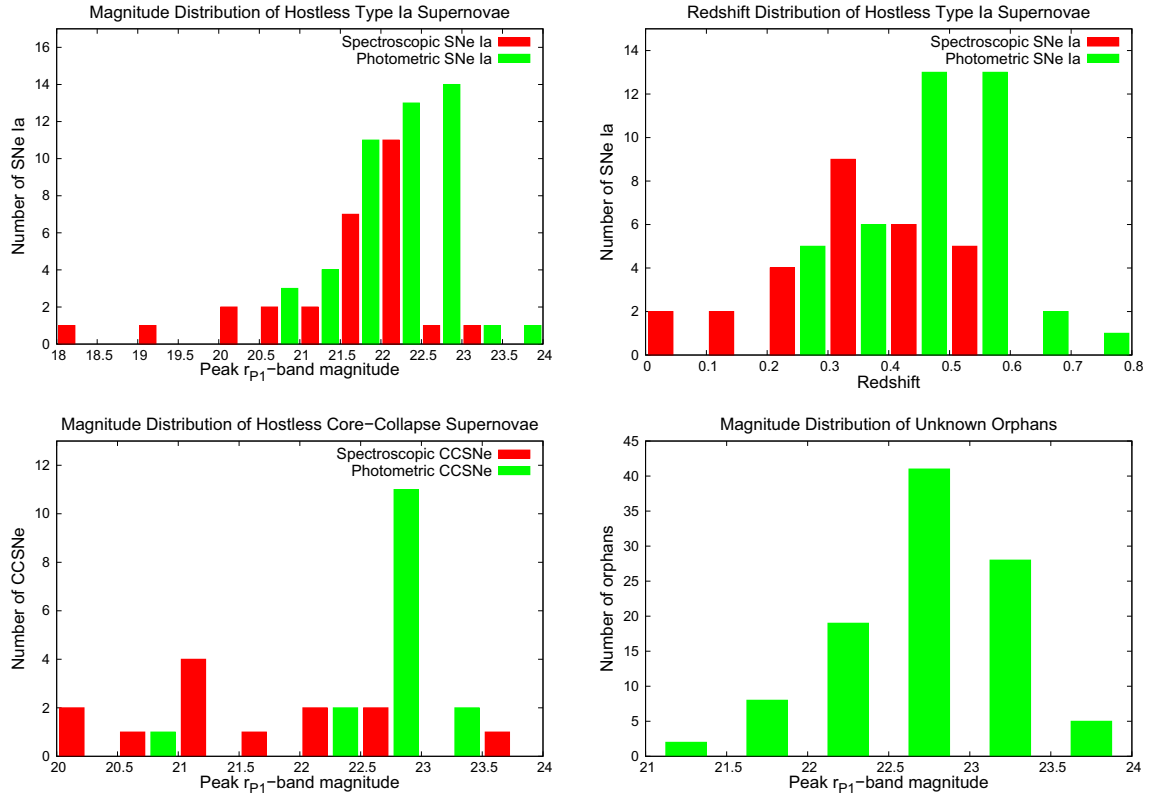 Magnitude Distribution of Hostless Type Ia Supernovae
Spectroscopic SNe Ia
Photometric SNe Ia
Number of SNe Ia
16
14
12
10
8
6
4
2
0
18 18.5 19 19.5 20 20.5 21 21.5 22 22.5 23 23.5 24
Peak rP1−band magnitude
Redshift Distribution of Hostless Type Ia Supernovae
Spectroscopic SNe Ia
Photometric SNe Ia
Number of SNe Ia
14
12
10
8
6
4
2
0
0 0.1 0.2 0.3 0.4 0.5 0.6 0.7 0.8
Redshift
Magnitude Distribution of Hostless Core−Collapse Supernovae
Spectroscopic CCSNe
Photometric CCSNe
Number of CCSNe
12
10
8
6
4
2
0
20 20.5 21 21.5 22 22.5 23 23.5 24
Peak rP1−band magnitude
Magnitude Distribution of Unknown Orphans
Number of orphans
45
40
35
30
25
20
15
10
5
0
21 21.5 22 22.5 23 23.5 24
Peak rP1−band magnitude